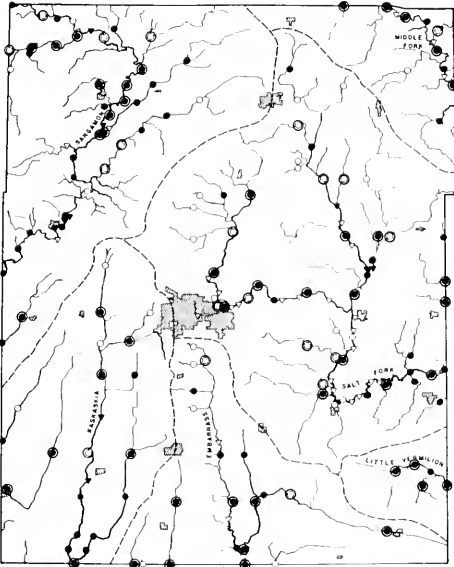 MIDDLE
FORK
SANGAMON
SALT FORK
KASKASKIA
EMBARRASS
LITTLE VERMILION